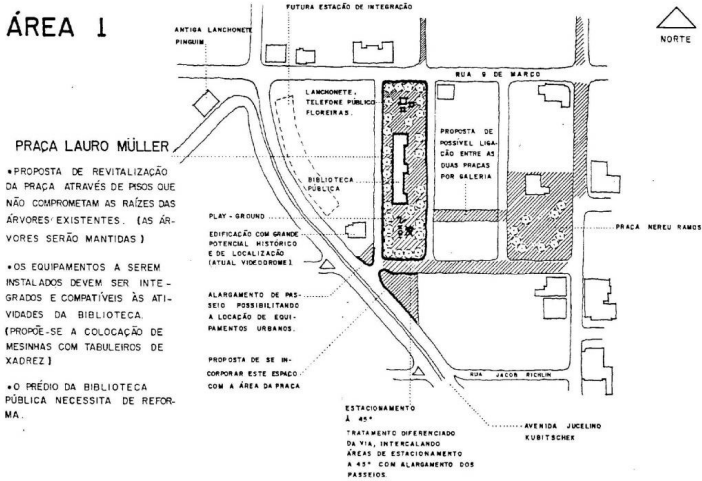 ÁREA 1
FUTURA ESTAÇÃO DE INTEGRAÇÃO
ANTIGA LANCHONETE
PINGUIM
NORTE
RUA 9 DE MARÇO
LANCHONETE,
TELEFONE PÚBLICO
FLOREIRAS.
PROPOSTA DE
POSSÍVEL LIGA-
ÇÃO ENTRE AS
DUAS PRAÇAS
POR GALERIA
BIBLIOTECA
PÚBLICA
PLAY-GROUND
EDIFICAÇÃO COM GRANDE
POTENCIAL HISTÓRICO
E DE LOCALIZAÇÃO
(ATUAL VIDEODROME)
PRAÇA NEREU RAMOS
ALARGAMENTO DE PAS-
SEIO POSSIBILITANDO
A LOCAÇÃO DE EQUI-
PAMENTOS URBANOS.
PROPOSTA DE SE IN-
CORPORAR ESTE ESPAÇO
COM A ÁREA DA PRAÇA
RUA JACOB RICHLIN
ESTACIONAMENTO
À 45°
TRATAMENTO DIFERENCIADO
DA VIA, INTERCALANDO
ÁREAS DE ESTACIONAMENTO
A 45° COM ALARGAMENTO DOS
PASSEIOS.
AVENIDA JUCELINO
KUBITSCHEK
PRAÇA LAURO MÜLLER
•PROPOSTA DE REVITALIZAÇÃO
DA PRAÇA ATRAVÉS DE PISOS QUE
NÃO COMPROMETAM AS RAÍZES DAS
ÁRVORES EXISTENTES. (AS ÁR-
VORES SERÃO MANTIDAS)
•OS EQUIPAMENTOS A SEREM
INSTALADOS DEVEM SER INTE-
GRADOS E COMPATÍVEIS ÀS ATI-
VIDADES DA BIBLIOTECA.
(PROPÕE-SE A COLOCAÇÃO DE
MESINHAS COM TABULEIROS DE
XADREZ)
•O PRÉDIO DA BIBLIOTECA
PÚBLICA NECESSITA DE REFOR-
MA.